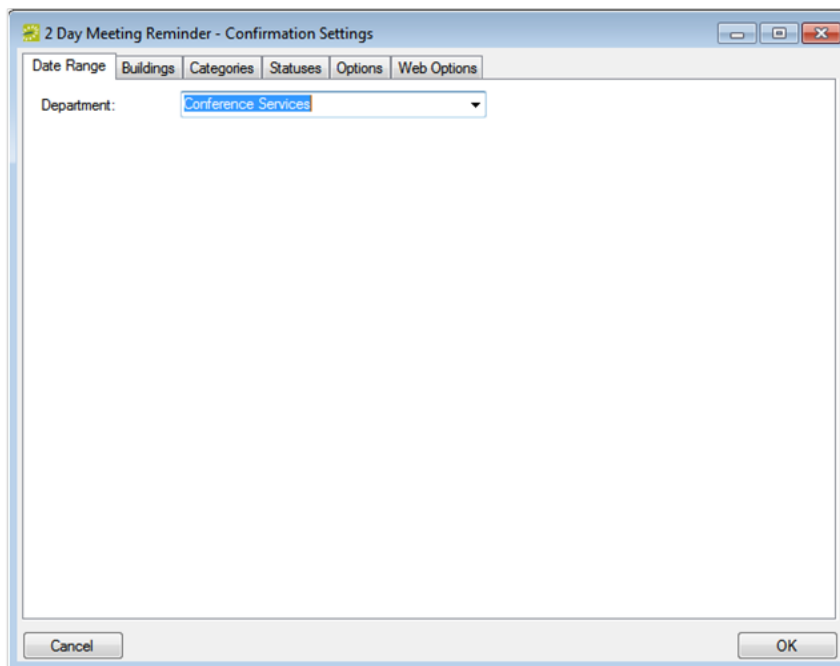 2 Day Meeting Reminder - Confirmation Settings
Date Range Buildings Categories Statuses Options Web Options
Department: Conference Services
Cancel OK